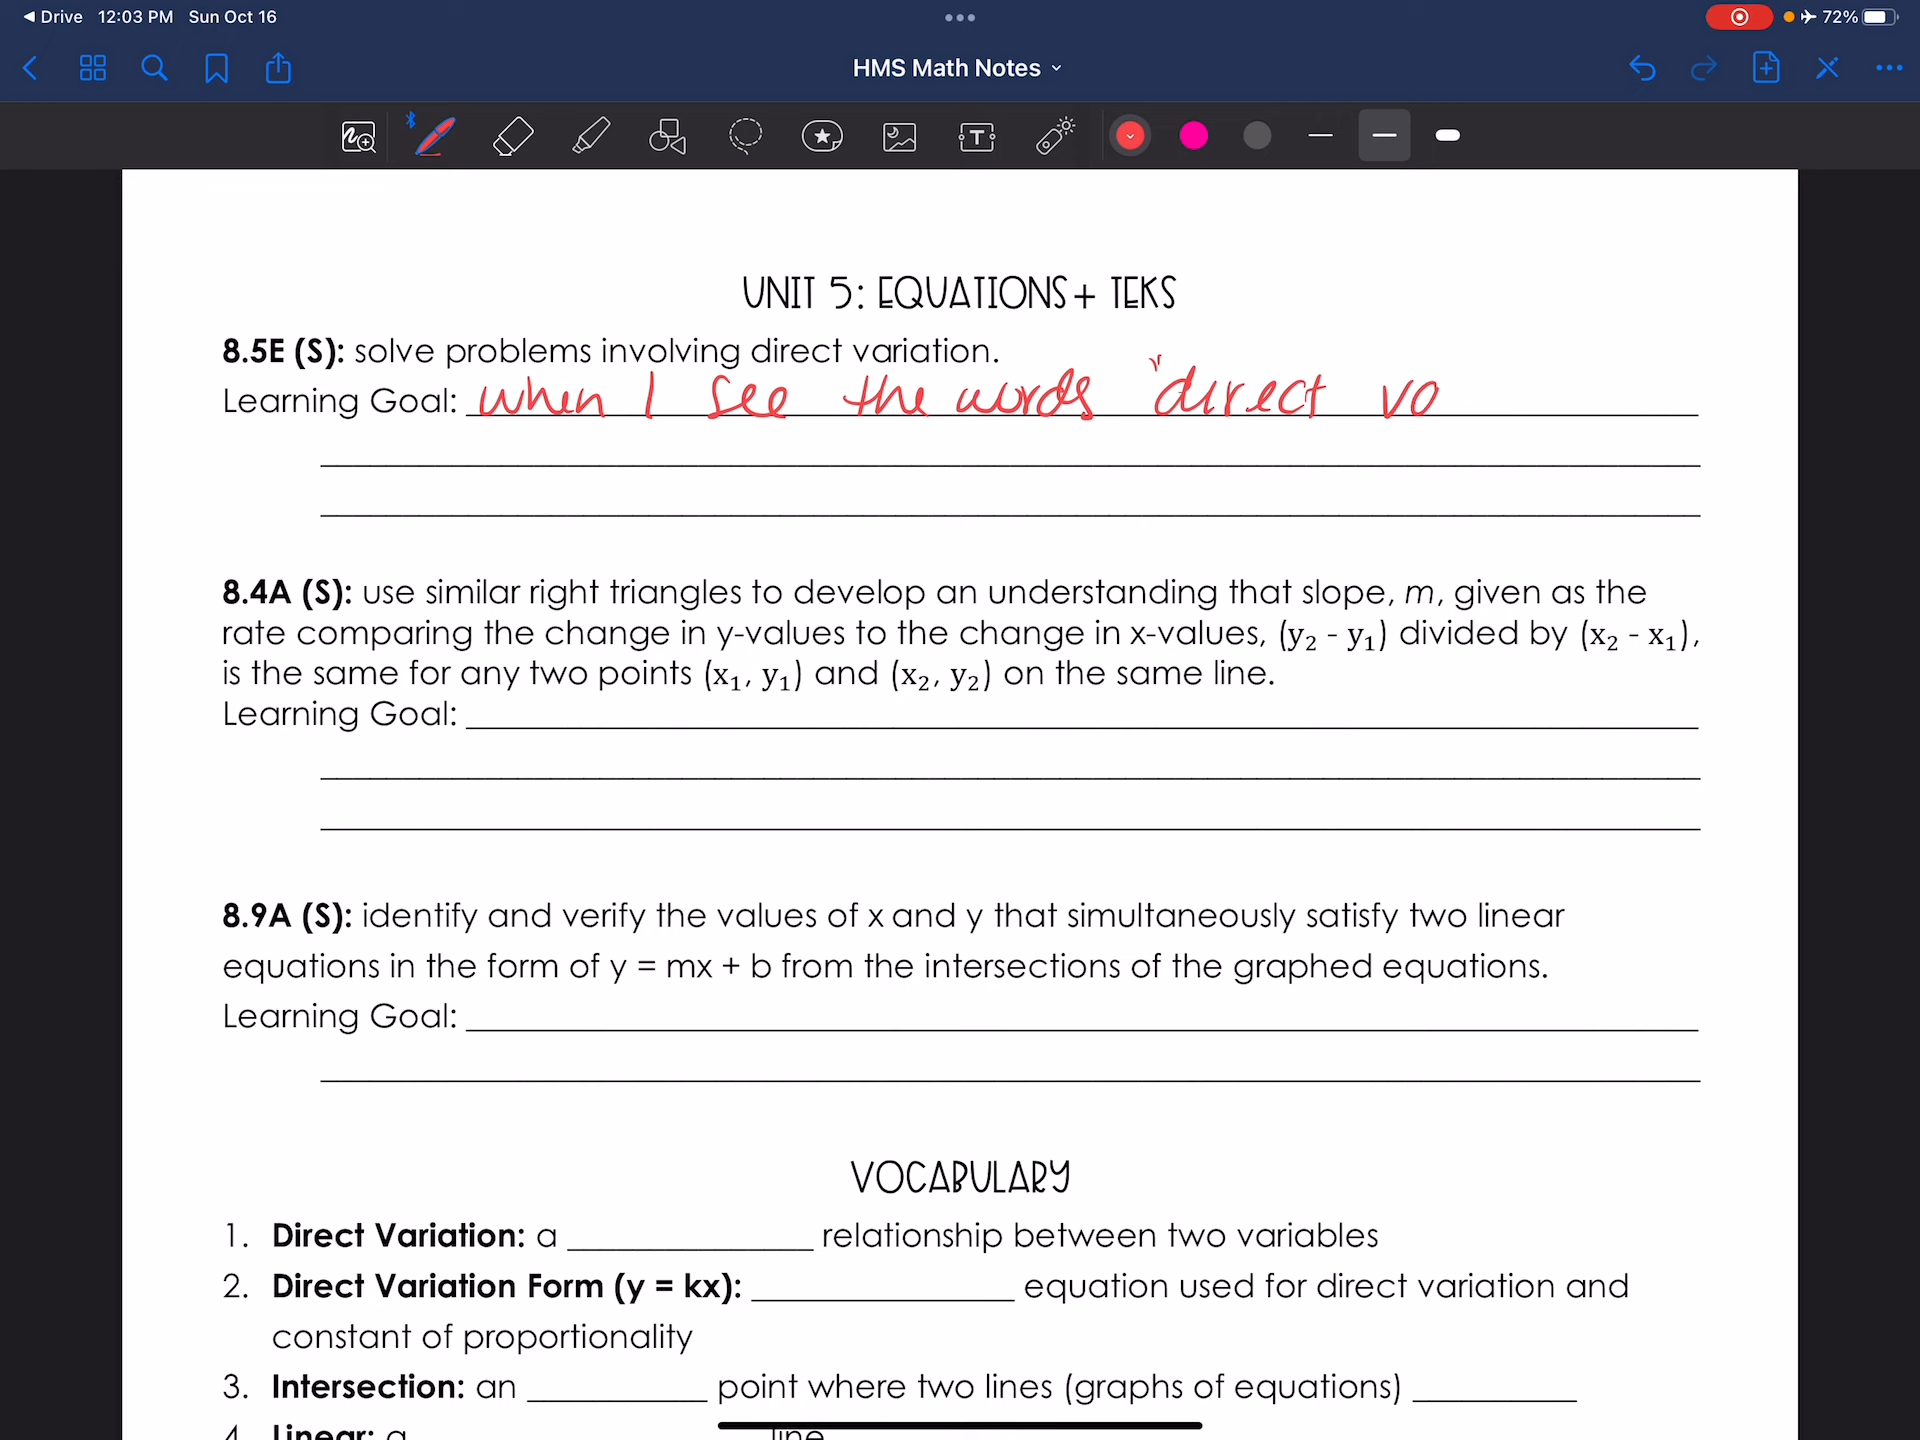 Drive 12:03 PM Sun Oct 16 72%
HMS Math Notes
T
UNIT 5: EQUATIONS+ TEKS
8.5E (S): solve problems involving direct variation.
Learning Goal: when I see the words "direct va
8.4A (S): use similar right triangles to develop an understanding that slope, m, given as the
rate comparing the change in y-values to the change in x-values, (y₂ - y₁) divided by (x₂ - x₁),
is the same for any two points (x₁, y₁) and (x₂, y₂) on the same line.
Learning Goal:
8.9A (S): identify and verify the values of x and y that simultaneously satisfy two linear
equations in the form of y = mx + b from the intersections of the graphed equations.
Learning Goal:
VOCABULARY
1. Direct Variation: a ______________ relationship between two variables
2. Direct Variation Form (y = kx): ______________ equation used for direct variation and
constant of proportionality
3. Intersection: an __________ point where two lines (graphs of equations) __________
4. Linear: a line